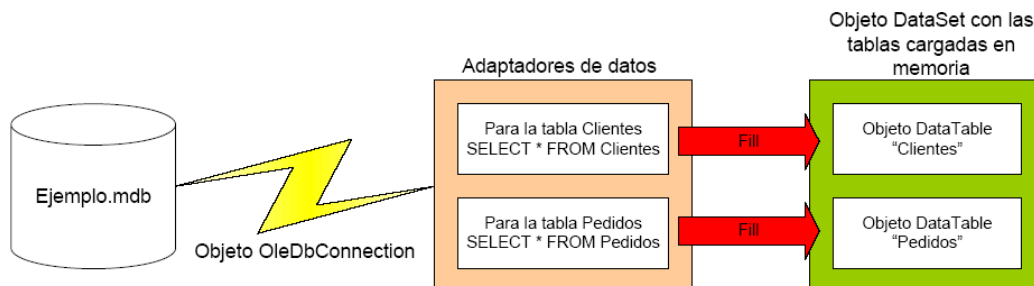 Ejemplo.mdb
Objeto OleDbConnection
Adaptadores de datos
Para la tabla Clientes
SELECT * FROM Clientes
Para la tabla Pedidos
SELECT * FROM Pedidos
Fill
Fill
Objeto DataSet con las
tablas cargadas en
memoria
Objeto DataTable
“Clientes”
Objeto DataTable
“Pedidos”